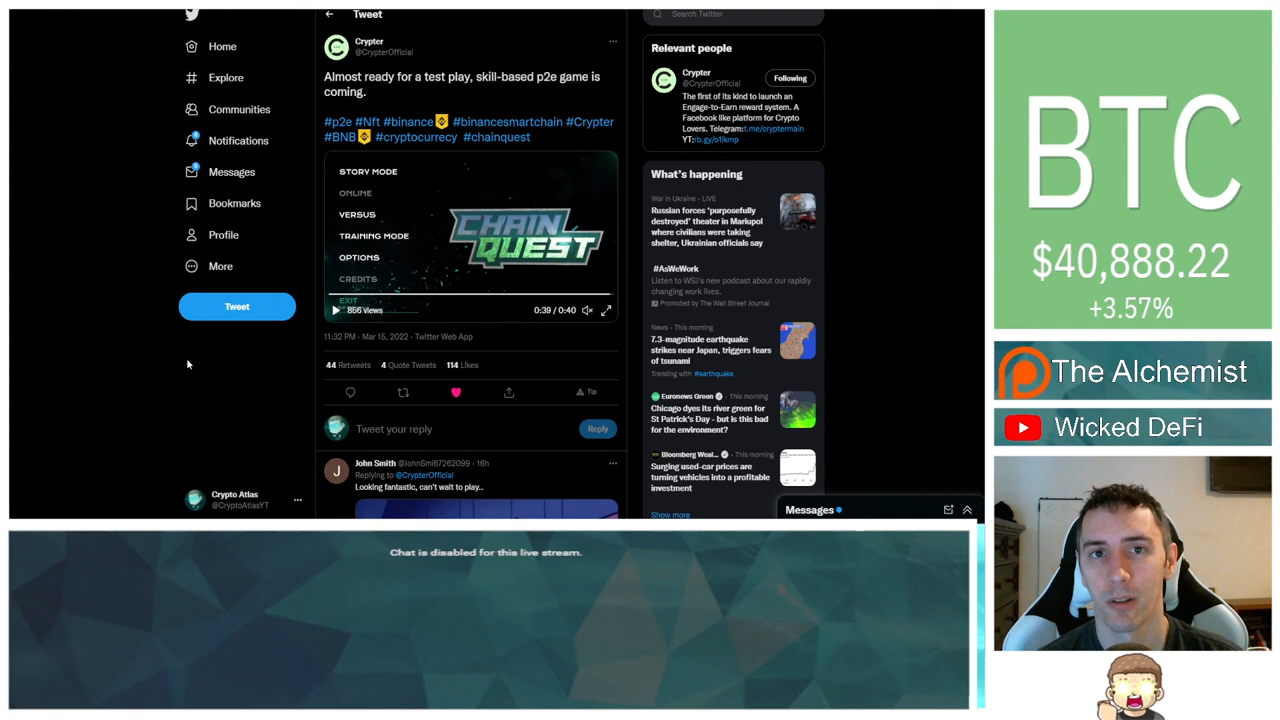 Home
Explore
Communities
Notifications
Messages
Bookmarks
Profile
More
Tweet
Crypto Atlas
@CryptoAtlasYT
Tweet
Crypter
@CrypterOfficial
Almost ready for a test play, skill-based p2e game is
coming.
#p2e #Nft #binance #binancesmartchain #Crypter
#BNB #cryptocurrecy #chainquest
STORY MODE
ONLINE
VERSUS
TRAINING MODE
OPTIONS
CREDITS
EXIT
CHAIN
QUEST
856 views
0:39 / 0:40
11:32 PM · Mar 15, 2022 · Twitter Web App
44 Retweets 4 Quote Tweets 114 Likes
Tip
Tweet your reply
Reply
J
John Smith @JohnSmi67262099 · 16h
Replying to @CrypterOfficial
Looking fantastic, can't wait to play..
Search Twitter
Relevant people
Crypter
@CrypterOfficial
Following
The first of its kind to launch an
Engage-to-Earn reward system. A
Facebook like platform for Crypto
Lovers. Telegram:t.me/cryptermain
YT:rb.gy/o1lkmp
What's happening
War in Ukraine · LIVE
Russian forces 'purposefully
destroyed' theater in Mariupol
where civilians were taking
shelter, Ukrainian officials say
#AsWeWork
Listen to WSJ's new podcast about our rapidly
changing work lives.
Promoted by The Wall Street Journal
News · This morning
7.3-magnitude earthquake
strikes near Japan, triggers fears
of tsunami
Trending with #earthquake
Euronews Green · This morning
Chicago dyes its river green for
St Patrick's Day - but is this bad
for the environment?
Bloomberg Weal... · This morning
Surging used-car prices are
turning vehicles into a profitable
investment
Show more
Messages
BTC
$40,888.22
+3.57%
The Alchemist
Wicked DeFi
Chat is disabled for this live stream.